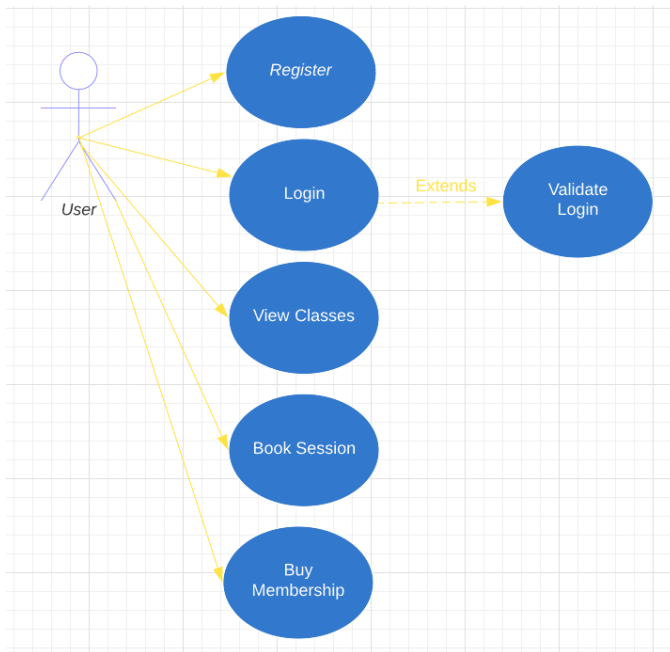 Register
Login
Extends
Validate
Login
User
View Classes
Book Session
Buy
Membership